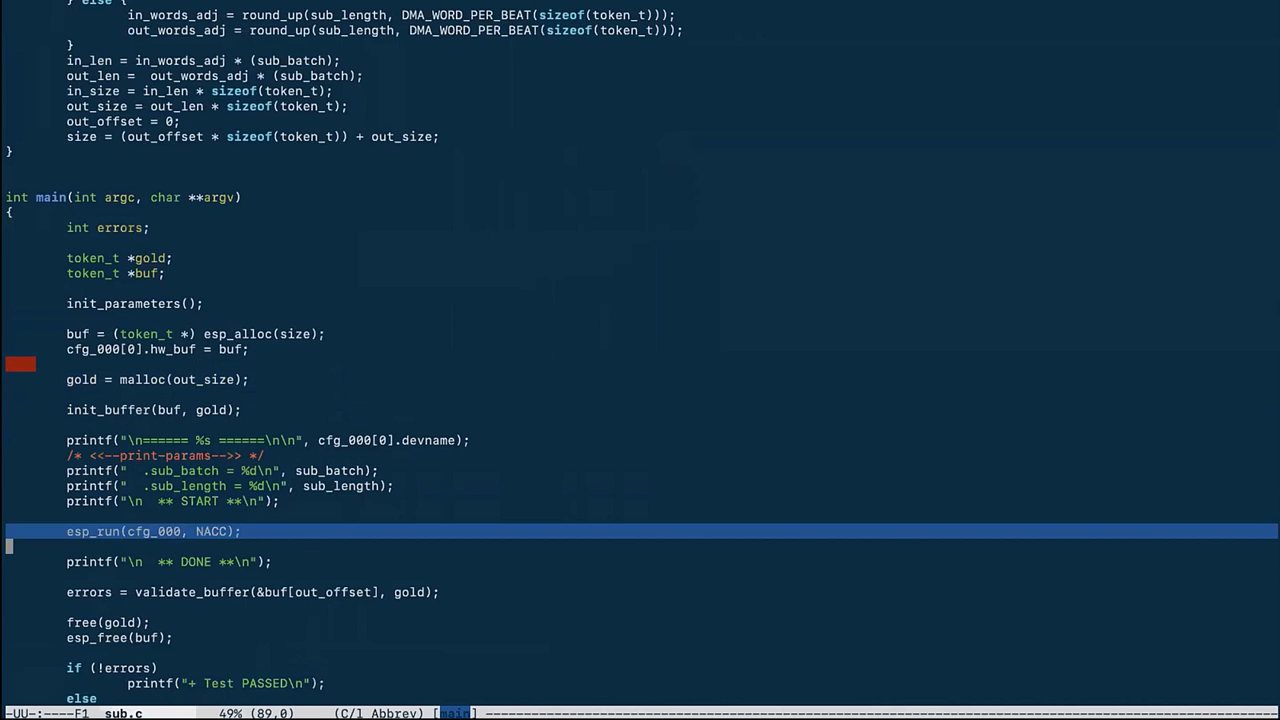 } else {
in_words_adj = round_up(sub_length, DMA_WORD_PER_BEAT(sizeof(token_t)));
out_words_adj = round_up(sub_length, DMA_WORD_PER_BEAT(sizeof(token_t)));
}
in_len = in_words_adj * (sub_batch);
out_len =  out_words_adj * (sub_batch);
in_size = in_len * sizeof(token_t);
out_size = out_len * sizeof(token_t);
out_offset = 0;
size = (out_offset * sizeof(token_t)) + out_size;
}
int main(int argc, char **argv)
{
int errors;
token_t *gold;
token_t *buf;
init_parameters();
buf = (token_t *) esp_alloc(size);
cfg_000[0].hw_buf = buf;
gold = malloc(out_size);
init_buffer(buf, gold);
printf("\n====== %s ======\n\n", cfg_000[0].devname);
/* <<--print-params-->> */
printf("  .sub_batch = %d\n", sub_batch);
printf("  .sub_length = %d\n", sub_length);
printf("\n  ** START **\n");
esp_run(cfg_000, NACC);
printf("\n  ** DONE **\n");
errors = validate_buffer(&buf[out_offset], gold);
free(gold);
esp_free(buf);
if (!errors)
printf("+ Test PASSED\n");
else
-UU-:----F1  sub.c          49% (89,0)     (C/l Abbrev) [main] ------------------------------------------------------------------------------------------------------